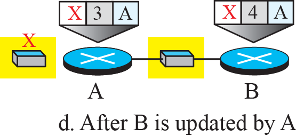 X 3 A X 4 A
X
A B
d. After B is updated by A